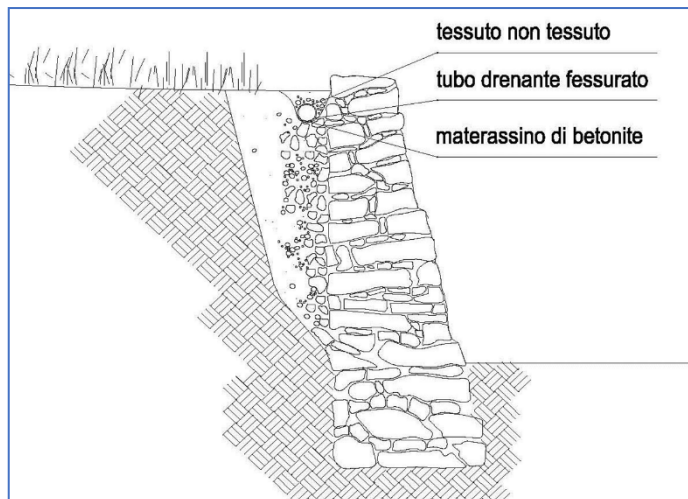 tessuto non tessuto
tubo drenante fessurato
materassino di betonite